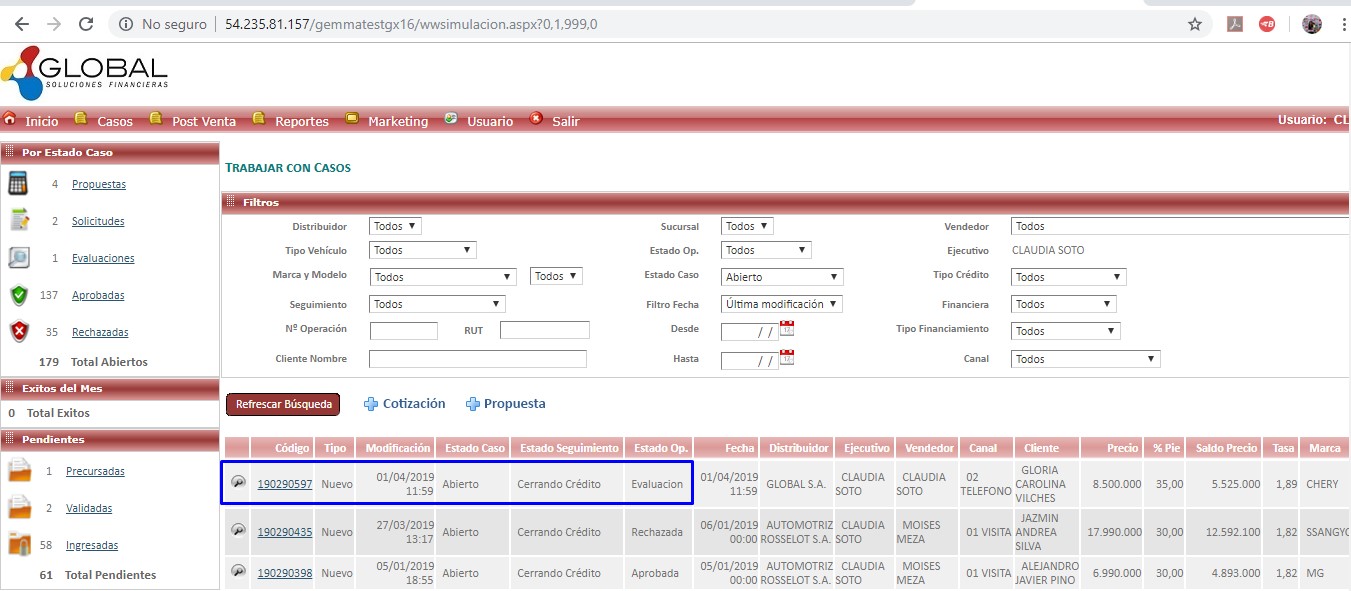 No seguro | 54.235.81.157/gemmatestgx16/wwsimulacion.aspx?0,1,999,0
GLOBAL
SOLUCIONES FINANCIERAS
Inicio Casos Post Venta Reportes Marketing Usuario Salir Usuario: CL
Por Estado Caso
4 Propuestas
2 Solicitudes
1 Evaluaciones
137 Aprobadas
35 Rechazadas
179 Total Abiertos
Exitos del Mes
0 Total Exitos
Pendientes
1 Precursadas
2 Validadas
58 Ingresadas
61 Total Pendientes
TRABAJAR CON CASOS
Filtros
Distribuidor Todos Sucursal Todos Vendedor Todos
Tipo Vehículo Todos Estado Op. Todos Ejecutivo CLAUDIA SOTO
Marca y Modelo Todos Todos Estado Caso Abierto Tipo Crédito Todos
Seguimiento Todos Filtro Fecha Última modificación Financiera Todos
Nº Operación RUT Desde / / Tipo Financiamiento Todos
Cliente Nombre Hasta / / Canal Todos
Refrescar Búsqueda Cotización Propuesta
Código Tipo Modificación Estado Caso Estado Seguimiento Estado Op. Fecha Distribuidor Ejecutivo Vendedor Canal Cliente Precio % Pie Saldo Precio Tasa Marca
190290597 Nuevo 01/04/2019 11:59 Abierto Cerrando Crédito Evaluacion 01/04/2019 11:59 GLOBAL S.A. CLAUDIA SOTO CLAUDIA SOTO 02 TELEFONO GLORIA CAROLINA VILCHES 8.500.000 35,00 5.525.000 1,89 CHERY
190290435 Nuevo 27/03/2019 13:17 Abierto Cerrando Crédito Rechazada 06/01/2019 00:00 AUTOMOTRIZ ROSSELOT S.A. CLAUDIA SOTO MOISES MEZA 01 VISITA JAZMIN ANDREA SILVA 17.990.000 30,00 12.592.100 1,82 SSANGYO
190290398 Nuevo 05/01/2019 18:55 Abierto Cerrando Crédito Aprobada 05/01/2019 00:00 AUTOMOTRIZ ROSSELOT S.A. CLAUDIA SOTO MOISES MEZA 01 VISITA ALEJANDRO JAVIER PINO 6.990.000 30,00 4.893.000 1,82 MG